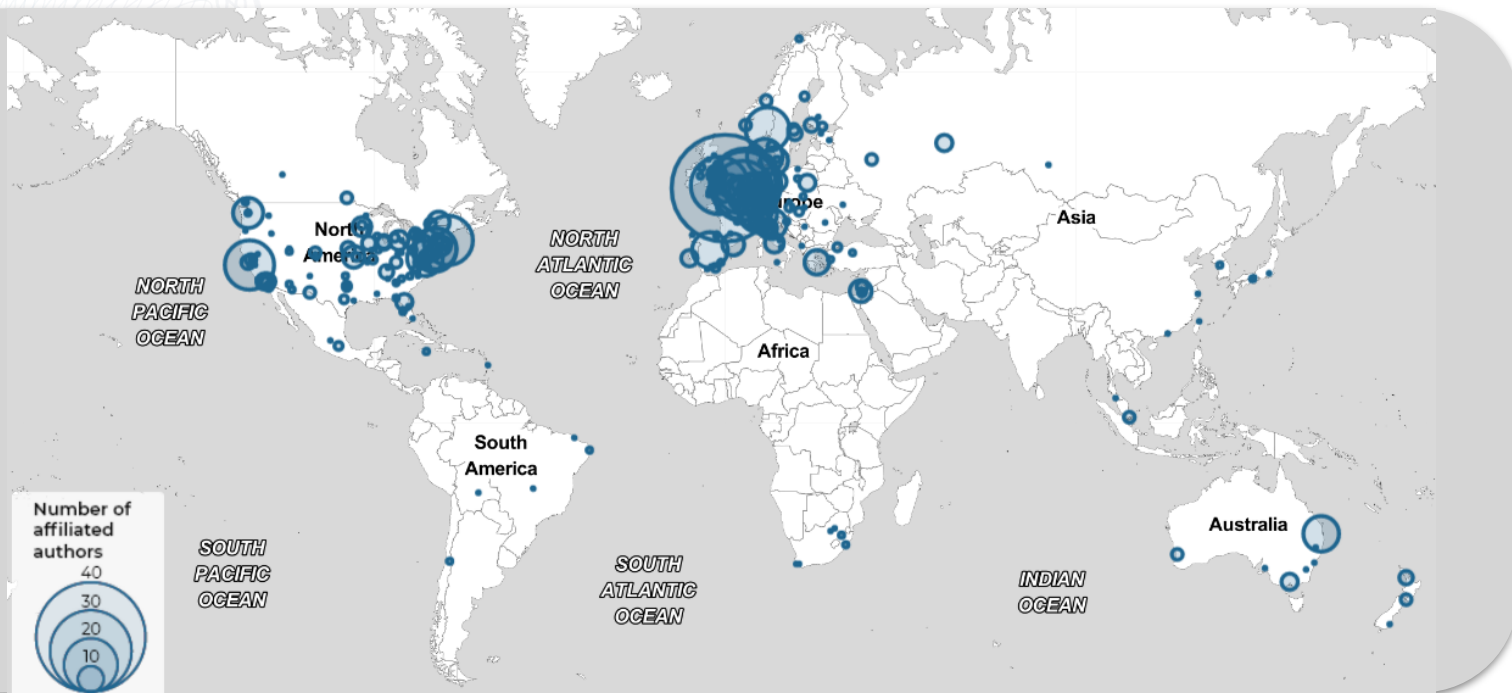 North
America
Europe
Asia
NORTH
ATLANTIC
OCEAN
NORTH
PACIFIC
OCEAN
Africa
South
America
Australia
SOUTH
PACIFIC
OCEAN
SOUTH
ATLANTIC
OCEAN
INDIAN
OCEAN
Number of
affiliated
authors
40
30
20
10